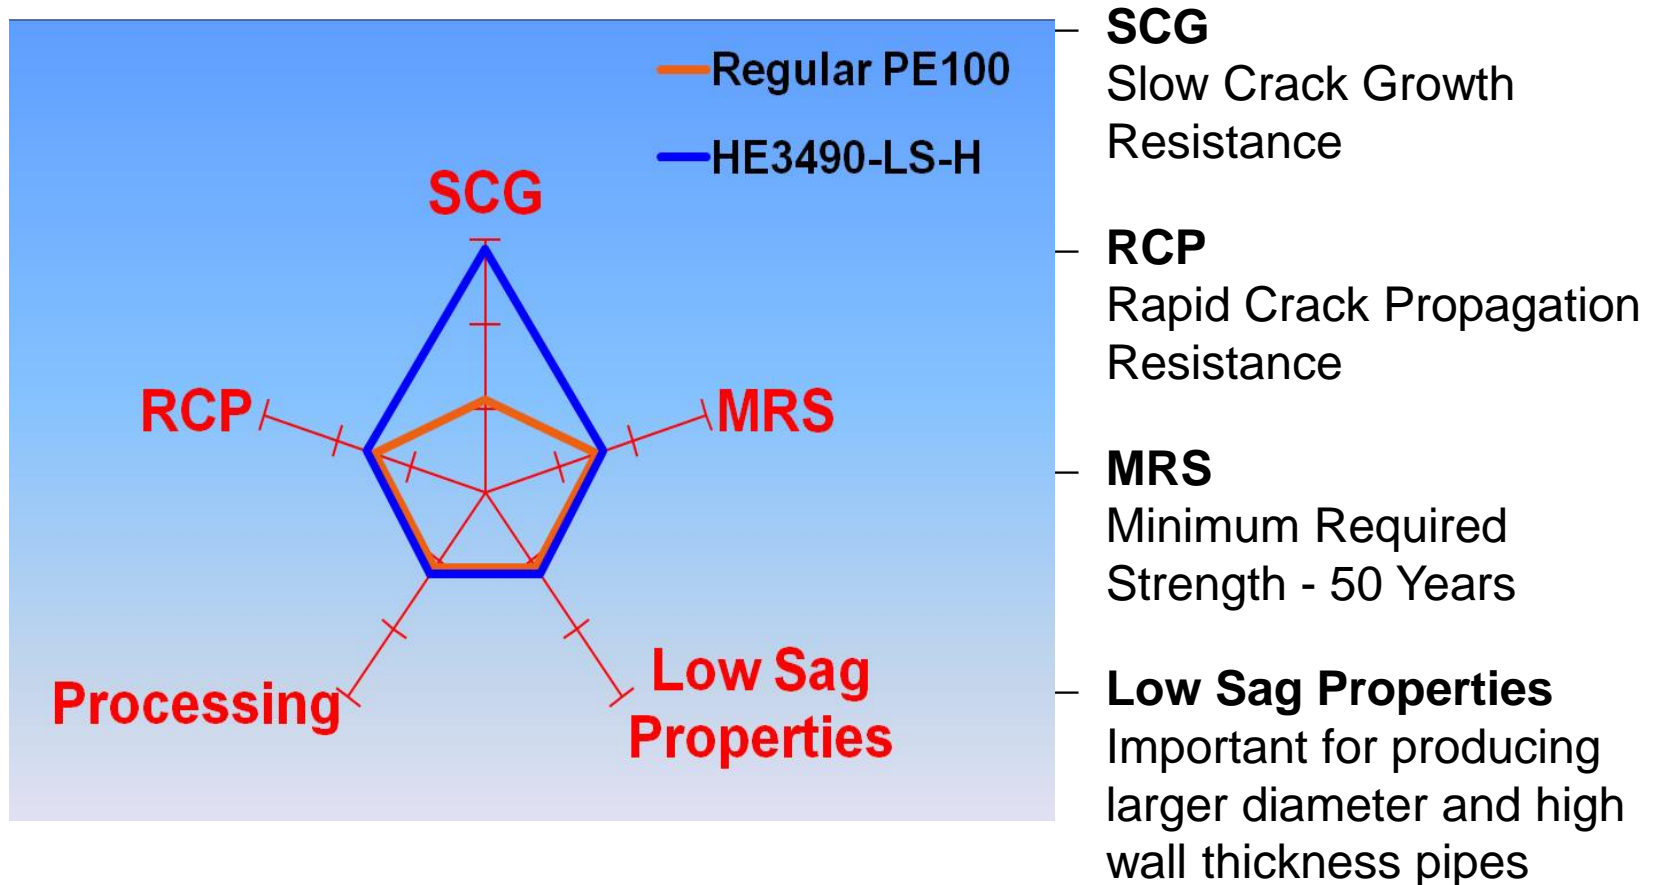 Regular PE100
HE3490-LS-H
SCG
RCP
MRS
Processing
Low Sag
Properties
– SCG
Slow Crack Growth
Resistance
– RCP
Rapid Crack Propagation
Resistance
– MRS
Minimum Required
Strength - 50 Years
– Low Sag Properties
Important for producing
larger diameter and high
wall thickness pipes